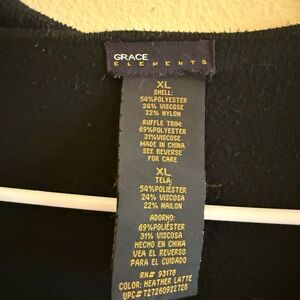 GRACE
ELEMENTS
XL
SHELL:
54%POLYESTER
24% VISCOSE
22% NYLON
RUFFLE TRIM:
69%POLYESTER
31%VISCOSE
MADE IN CHINA
SEE REVERSE
FOR CARE
XL
TELA:
54%POLIÉSTER
24% VISCOSA
22% NAILON
ADORNO:
69%POLIÉSTER
31% VISCOSA
HECHO EN CHINA
VEA EL REVERSO
PARA EL CUIDADO
RN# 93178
COLOR: HEATHER LATTE
UPC# 727260922728